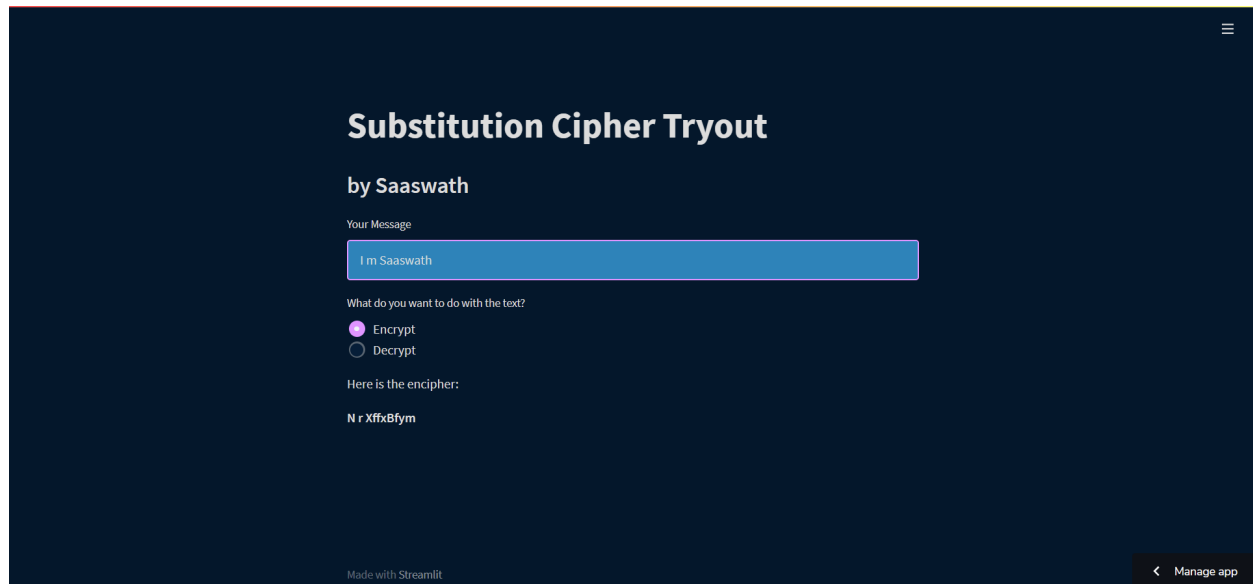 Substitution Cipher Tryout
by Saaswath
Your Message
I m Saaswath
What do you want to do with the text?
Encrypt
Decrypt
Here is the encipher:
N r XffxBfym
Made with Streamlit
Manage app